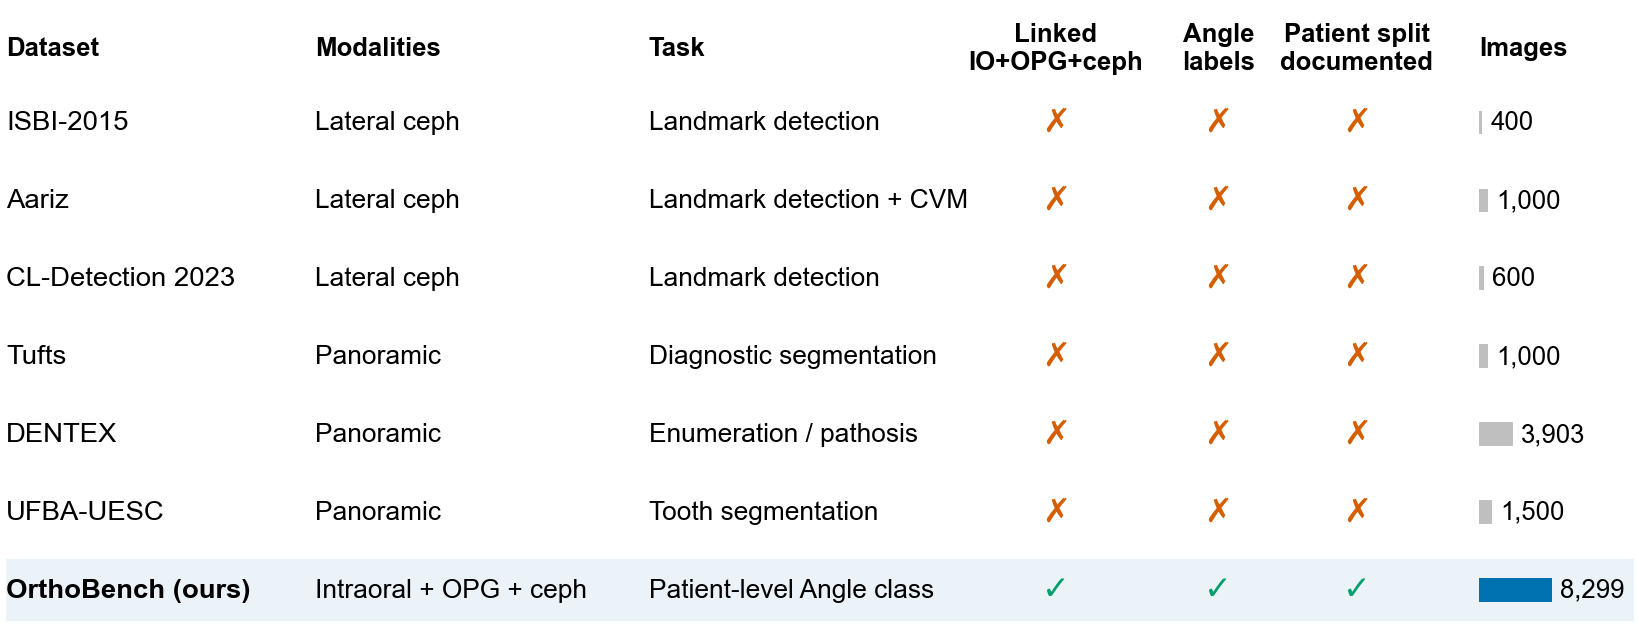 Dataset Modalities Task Linked IO+OPG+ceph Angle labels Patient split documented Images
ISBI-2015 Lateral ceph Landmark detection ✗ ✗ ✗ 400
Aariz Lateral ceph Landmark detection + CVM ✗ ✗ ✗ 1,000
CL-Detection 2023 Lateral ceph Landmark detection ✗ ✗ ✗ 600
Tufts Panoramic Diagnostic segmentation ✗ ✗ ✗ 1,000
DENTEX Panoramic Enumeration / pathosis ✗ ✗ ✗ 3,903
UFBA-UESC Panoramic Tooth segmentation ✗ ✗ ✗ 1,500
OrthoBench (ours) Intraoral + OPG + ceph Patient-level Angle class ✓ ✓ ✓ 8,299